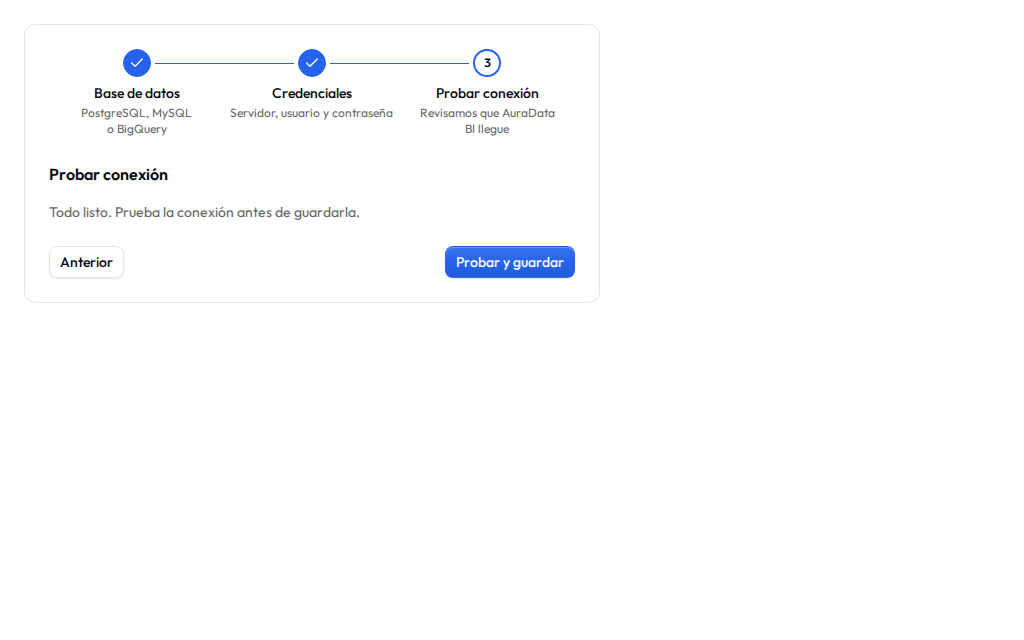 3
Base de datos
PostgreSQL, MySQL
o BigQuery
Credenciales
Servidor, usuario y contraseña
Probar conexión
Revisamos que AuraData
BI llegue
Probar conexión
Todo listo. Prueba la conexión antes de guardarla.
Anterior
Probar y guardar